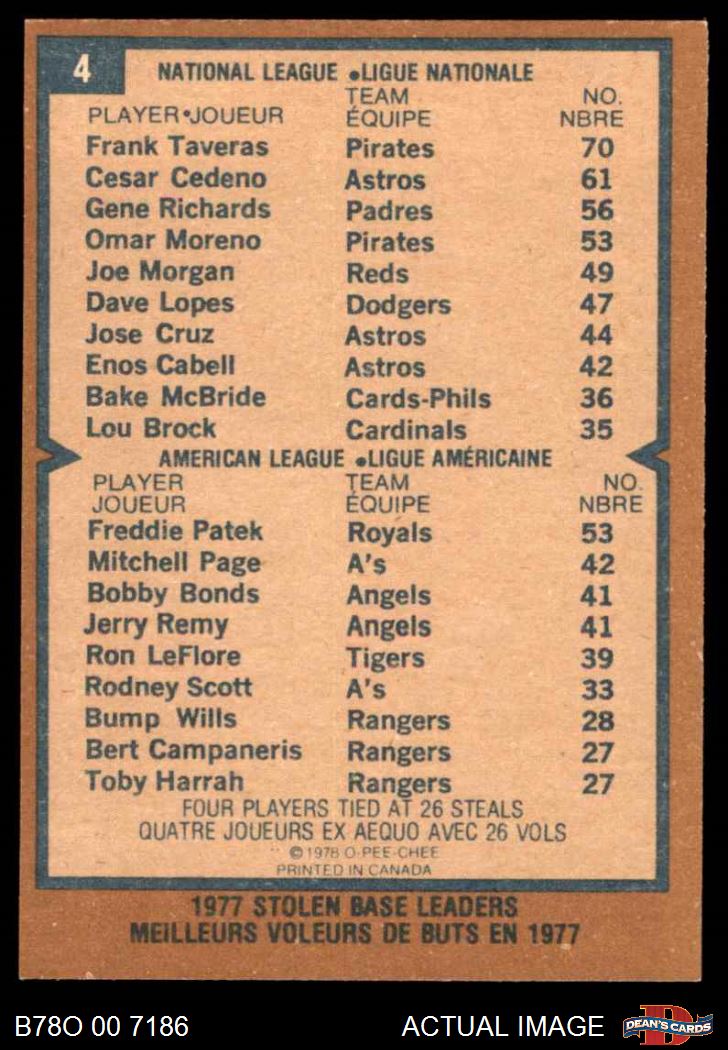 4
NATIONAL LEAGUE •LIGUE NATIONALE
PLAYER•JOUEUR TEAM ÉQUIPE NO. NBRE
Frank Taveras Pirates 70
Cesar Cedeno Astros 61
Gene Richards Padres 56
Omar Moreno Pirates 53
Joe Morgan Reds 49
Dave Lopes Dodgers 47
Jose Cruz Astros 44
Enos Cabell Astros 42
Bake McBride Cards-Phils 36
Lou Brock Cardinals 35
AMERICAN LEAGUE •LIGUE AMÉRICAINE
PLAYER TEAM NO.
JOUEUR ÉQUIPE NBRE
Freddie Patek Royals 53
Mitchell Page A's 42
Bobby Bonds Angels 41
Jerry Remy Angels 41
Ron LeFlore Tigers 39
Rodney Scott A's 33
Bump Wills Rangers 28
Bert Campaneris Rangers 27
Toby Harrah Rangers 27
FOUR PLAYERS TIED AT 26 STEALS
QUATRE JOUEURS EX AEQUO AVEC 26 VOLS
©1978 O-PEE-CHEE
PRINTED IN CANADA
1977 STOLEN BASE LEADERS
MEILLEURS VOLEURS DE BUTS EN 1977
B78O 00 7186 ACTUAL IMAGE
D
DEAN'S CARDS